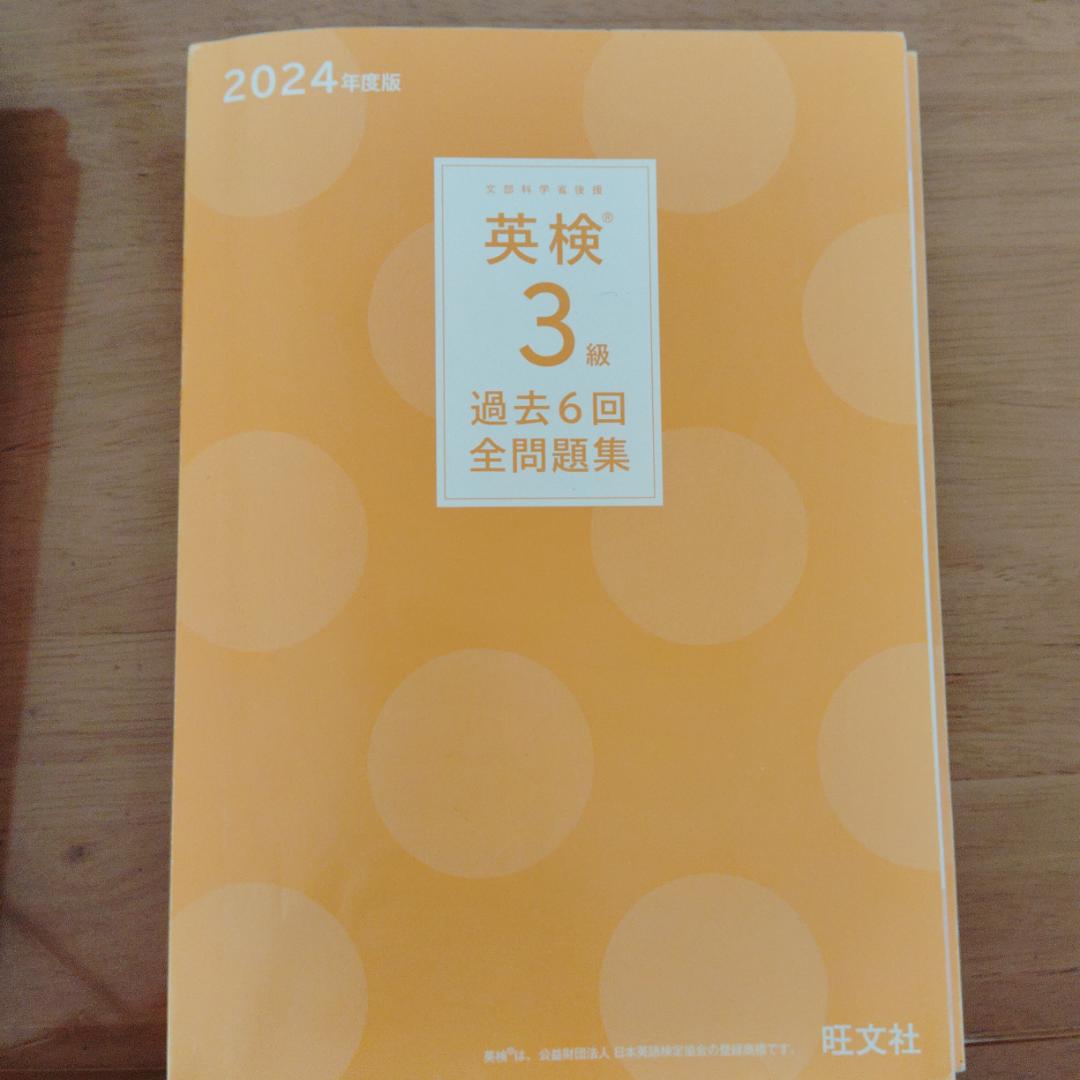 2024年度版
文部科学省後援
英検®
3級
過去6回
全問題集
英検®は、公益財団法人 日本英語検定協会の登録商標です。
旺文社